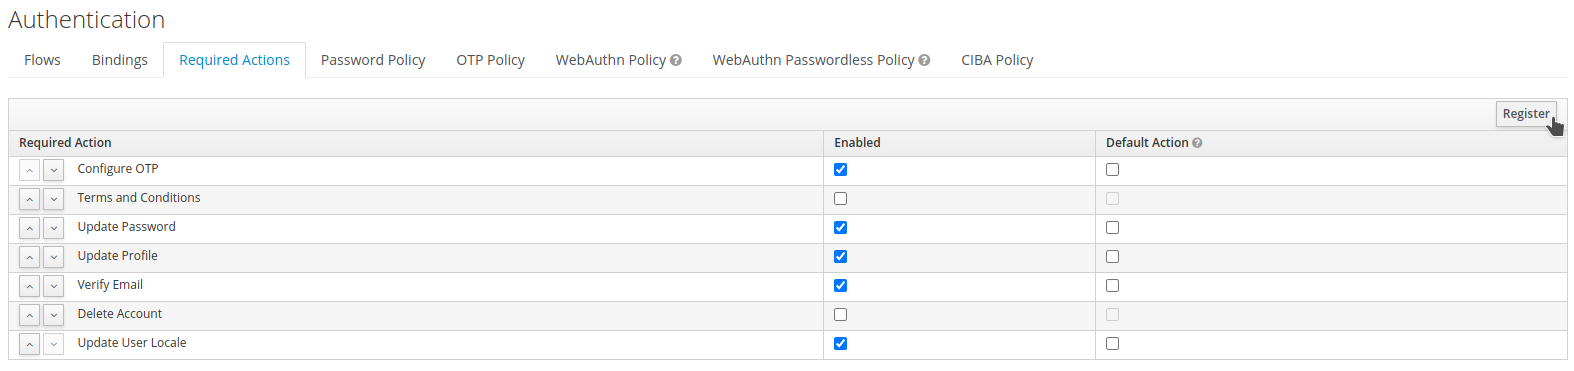 Authentication
Flows Bindings Required Actions Password Policy OTP Policy WebAuthn Policy WebAuthn Passwordless Policy CIBA Policy
Register
Required Action Enabled Default Action
Configure OTP
Terms and Conditions
Update Password
Update Profile
Verify Email
Delete Account
Update User Locale